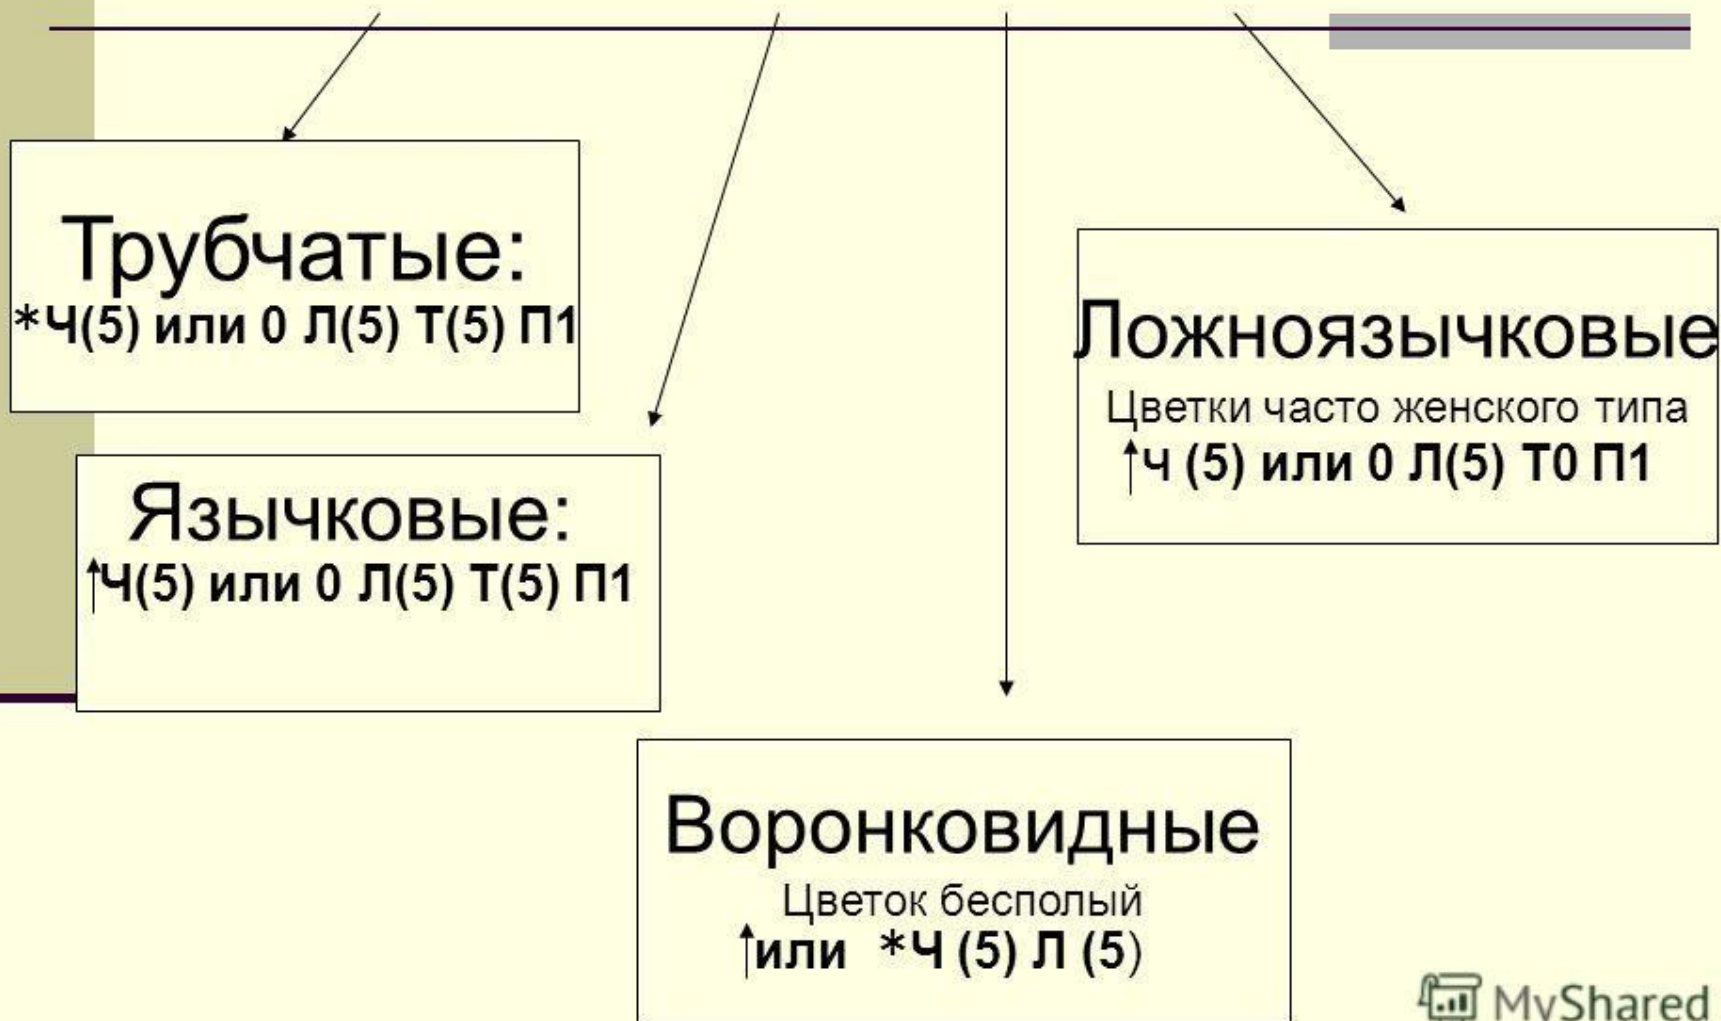 Трубчатые:
*Ч(5) или 0 Л(5) Т(5) П1
Язычковые:
↑Ч(5) или 0 Л(5) Т(5) П1
Ложноязычковые
Цветки часто женского типа
↑Ч (5) или 0 Л(5) Т0 П1
Воронковидные
Цветок бесполый
↑или *Ч (5) Л (5)
MyShared